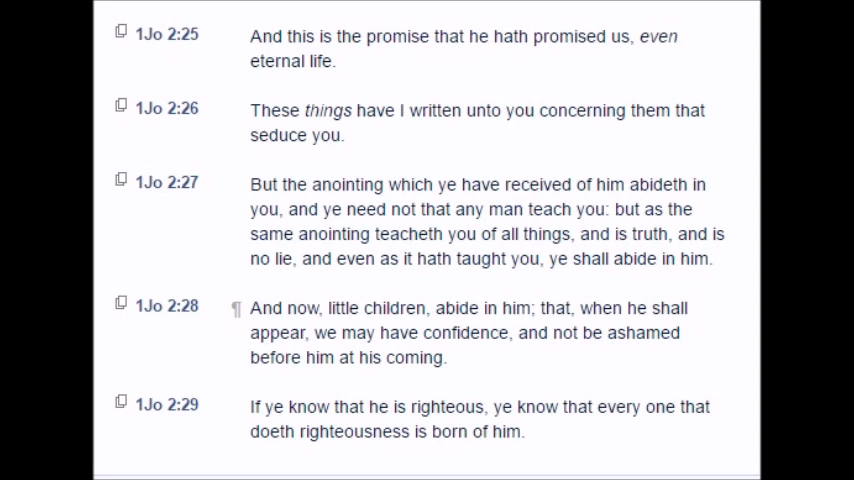 1Jo 2:25 And this is the promise that he hath promised us, even
eternal life.
1Jo 2:26 These things have I written unto you concerning them that
seduce you.
1Jo 2:27 But the anointing which ye have received of him abideth in
you, and ye need not that any man teach you: but as the
same anointing teacheth you of all things, and is truth, and is
no lie, and even as it hath taught you, ye shall abide in him.
1Jo 2:28 ¶ And now, little children, abide in him; that, when he shall
appear, we may have confidence, and not be ashamed
before him at his coming.
1Jo 2:29 If ye know that he is righteous, ye know that every one that
doeth righteousness is born of him.